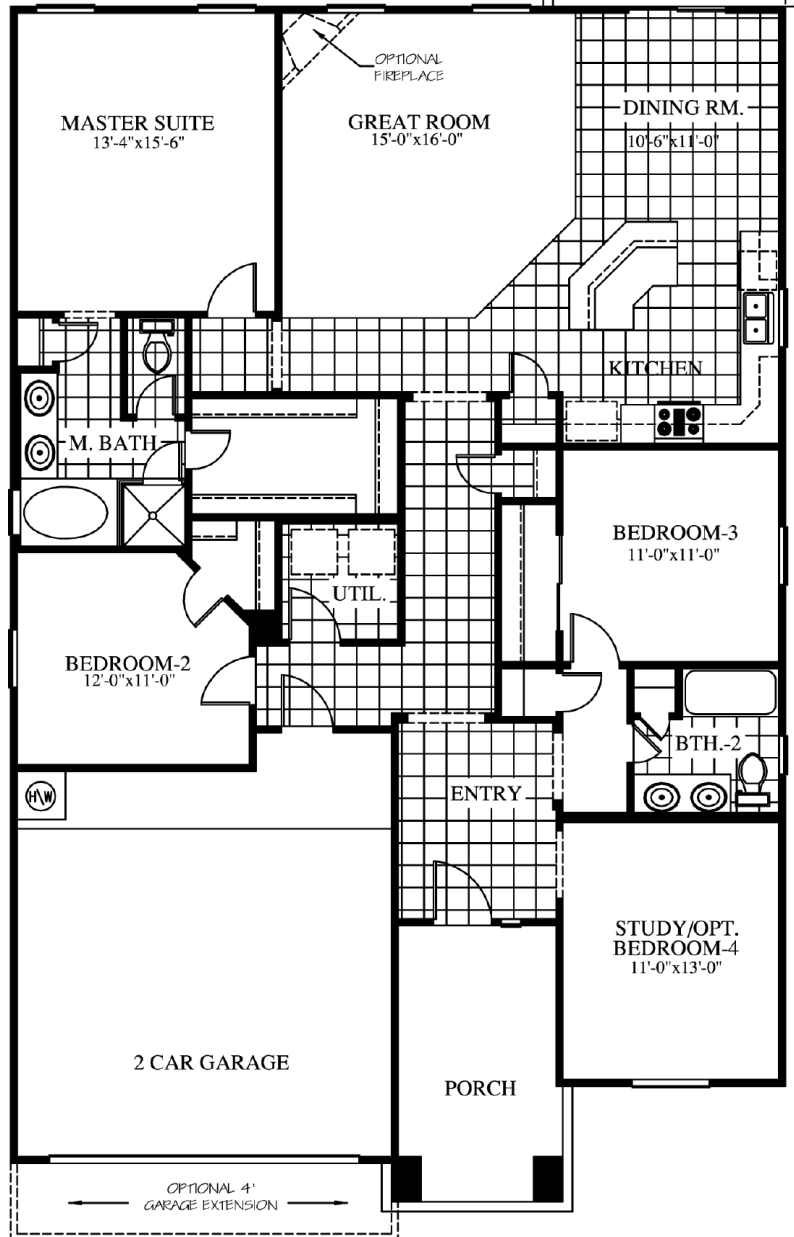 OPTIONAL
FIREPLACE
MASTER SUITE
13'-4"x15'-6"
GREAT ROOM
15'-0"x16'-0"
DINING RM.
10'-6"x11'-0"
KITCHEN
M. BATH
BEDROOM-3
11'-0"x11'-0"
UTIL.
BEDROOM-2
12'-0"x11'-0"
BTH.-2
H\W
ENTRY
STUDY/OPT.
BEDROOM-4
11'-0"x13'-0"
2 CAR GARAGE
PORCH
OPTIONAL 4'
GARAGE EXTENSION